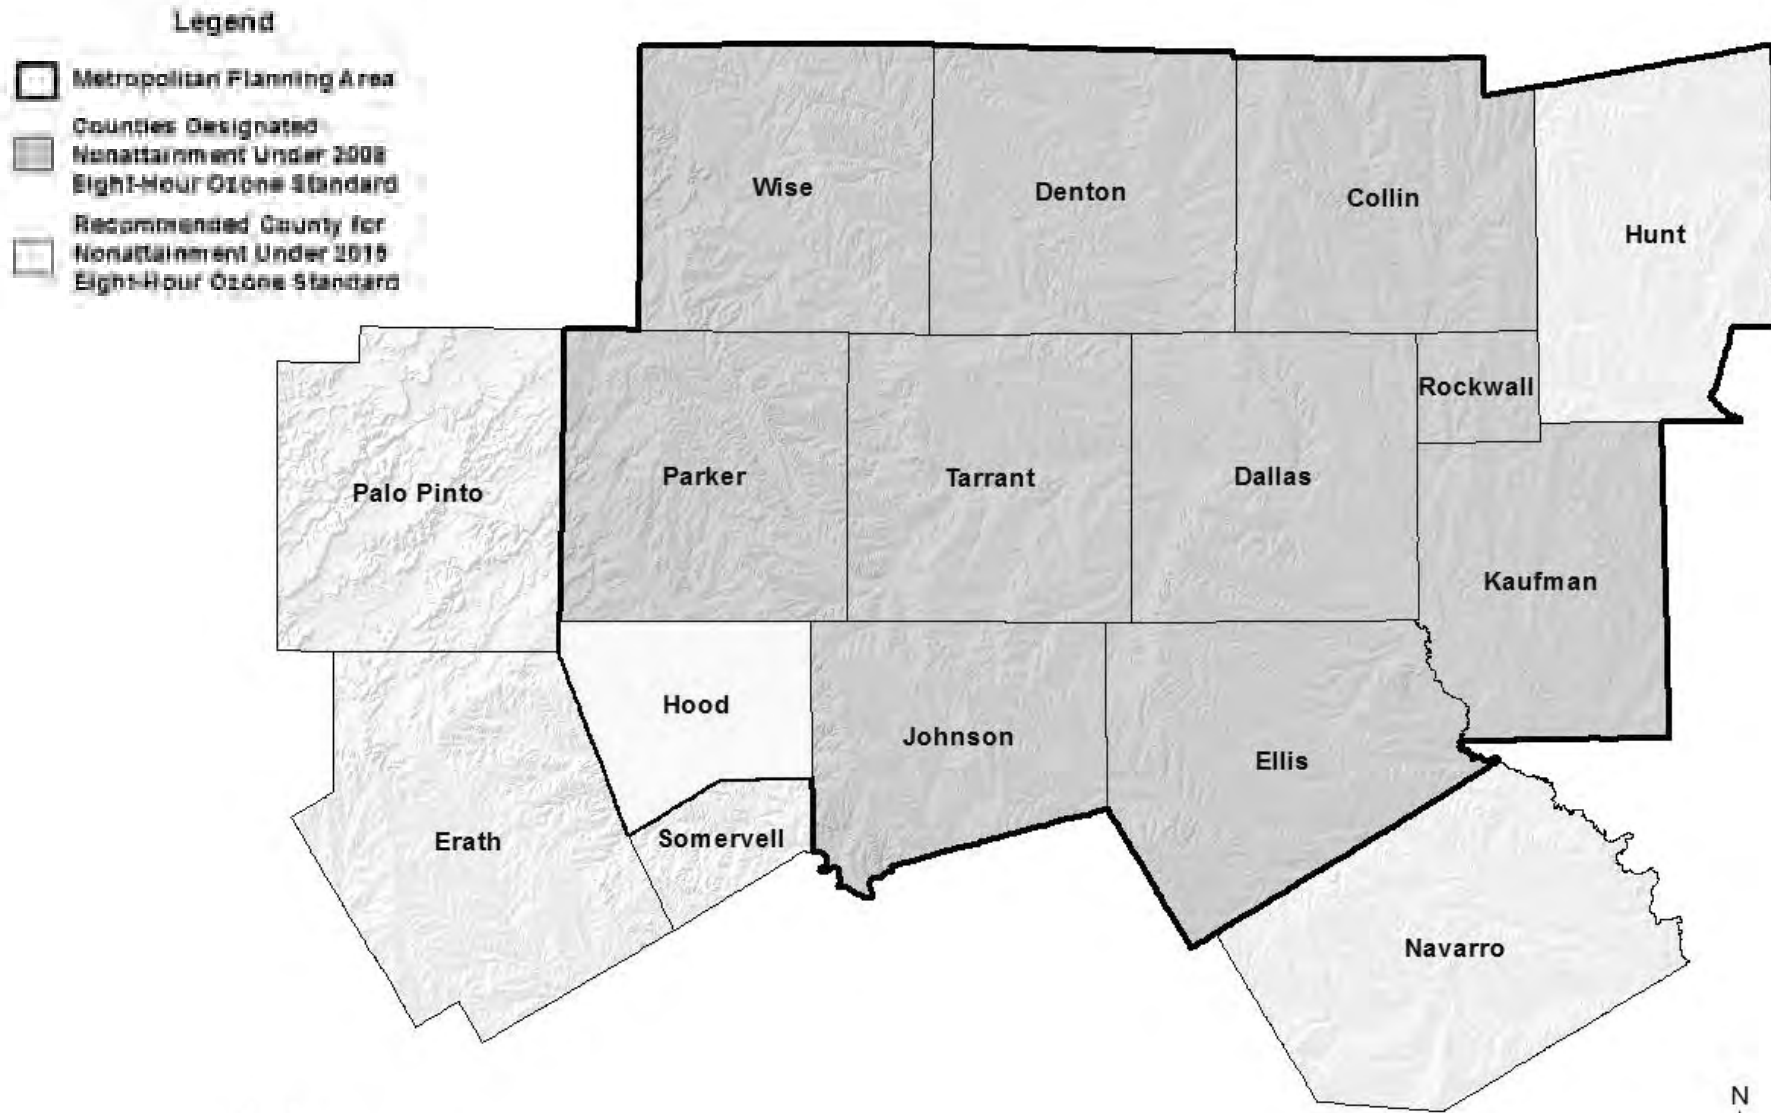 Legend
Metropolitan Planning Area
Counties Designated
Nonattainment Under 2008
Eight-Hour Ozone Standard
Recommended County for
Nonattainment Under 2015
Eight-Hour Ozone Standard
Wise
Denton
Collin
Hunt
Palo Pinto
Parker
Tarrant
Dallas
Rockwall
Kaufman
Hood
Johnson
Ellis
Erath
Somervell
Navarro
N